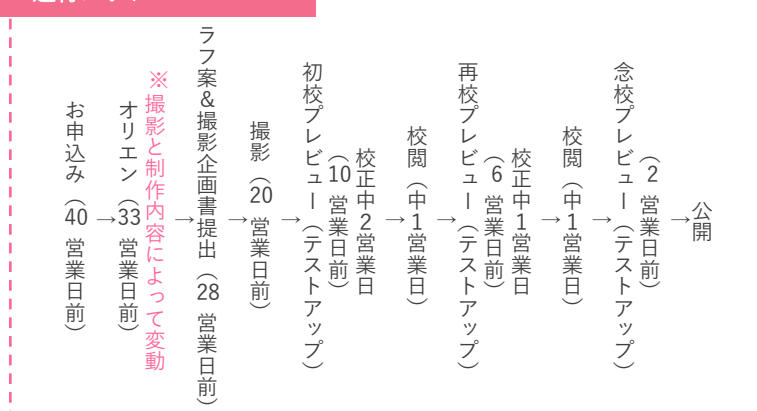 お申込み（40営業日前）
→
オリエン（33営業日前）
※撮影と制作内容によって変動
→
ラフ案＆撮影企画書提出（28営業日前）
→
撮影（20営業日前）
→
初校プレビュー（テストアップ）
（10営業日前）
校正中2営業日
→
校閲（中1営業日）
→
再校プレビュー（テストアップ）
（6営業日前）
校正中1営業日
→
校閲（中1営業日）
→
念校プレビュー（テストアップ）
（2営業日前）
→
公開